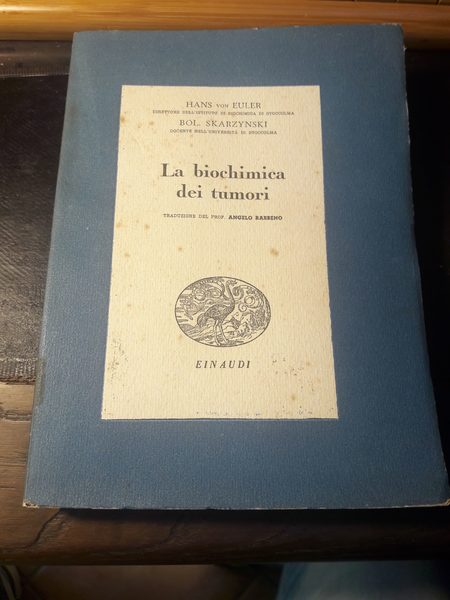 HANS VON EULER
DIRETTORE DELL'ISTITUTO DI BIOCHIMICA DI STOCCOLMA
BOL. SKARZYNSKI
DOCENTE NELL'UNIVERSITÀ DI STOCCOLMA
La biochimica
dei tumori
TRADUZIONE DEL PROF. ANGELO RABBENO
EINAUDI